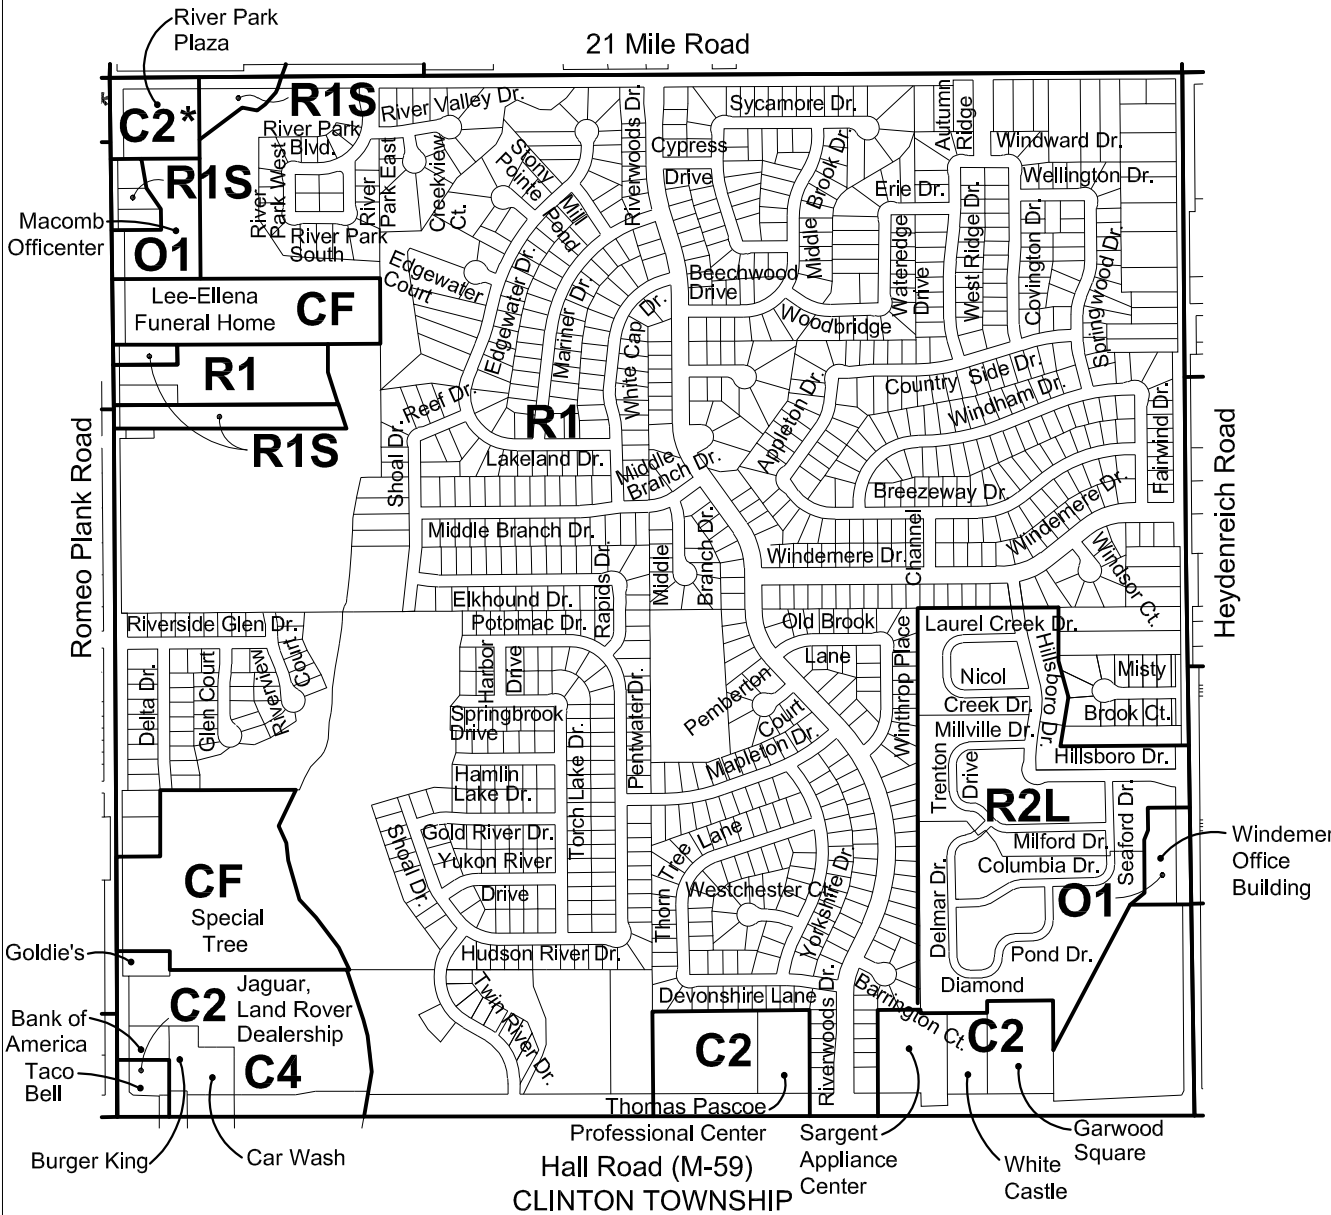 River Park
Plaza
21 Mile Road
C2*
R1S
River Valley Dr.
River Park
Blvd.
River
Park West
River
Park East
River Park
South
Creekview
Ct.
Stony
Pointe
Mill
Pond
Riverwoods Dr.
Cypress
Drive
Sycamore Dr.
Middle Brook Dr.
Autumn
Ridge
Windward Dr.
Wellington Dr.
Erie Dr.
Wateredge
Drive
West Ridge Dr.
Covington Dr.
Springwood Dr.
R1S
Macomb
Officenter
O1
Edgewater
Court
Edgewater Dr.
Mariner Dr.
White Cap Dr.
Beechwood
Drive
Woodbridge
Lee-Ellena
Funeral Home
CF
R1
R1S
Reef Dr.
R1
Shoal Dr.
Lakeland Dr.
Middle
Branch Dr.
Appleton Dr.
Country Side Dr.
Windham Dr.
Fairwind Dr.
Breezeway Dr.
Romeo Plank Road
Heydenreich Road
Middle Branch Dr.
Rapids Dr.
Middle
Branch Dr.
Windemere Dr.
Channel
Windemere Dr.
Windsor Ct.
Elkhound Dr.
Riverside Glen Dr.
Delta Dr.
Glen Court
Riverview
Court
Potomac Dr.
Harbor
Drive
Springbrook
Drive
Hamlin
Lake Dr.
Gold River Dr.
Yukon River
Drive
Torch Lake Dr.
Pentwater Dr.
Shoal Dr.
Hudson River Dr.
Twin River Dr.
Old Brook
Lane
Winthrop Place
Pemberton
Court
Mapleton Dr.
Thorn Tree Lane
Westchester Ct.
Yorkshire Dr.
Devonshire Lane
Riverwoods Dr.
Barrington Ct.
Laurel Creek Dr.
Nicol
Creek Dr.
Hillsboro Dr.
Misty
Brook Ct.
Millville Dr.
Hillsboro Dr.
Trenton
Drive
R2L
Milford Dr.
Columbia Dr.
Seaford Dr.
Delmar Dr.
O1
Pond Dr.
Diamond
Windemer
Office
Building
CF
Special
Tree
Goldie's
C2
Jaguar,
Land Rover
Dealership
Bank of
America
Taco
Bell
C4
C2
C2
Burger King
Car Wash
Thomas Pascoe
Professional Center
Sargent
Appliance
Center
White
Castle
Garwood
Square
Hall Road (M-59)
CLINTON TOWNSHIP